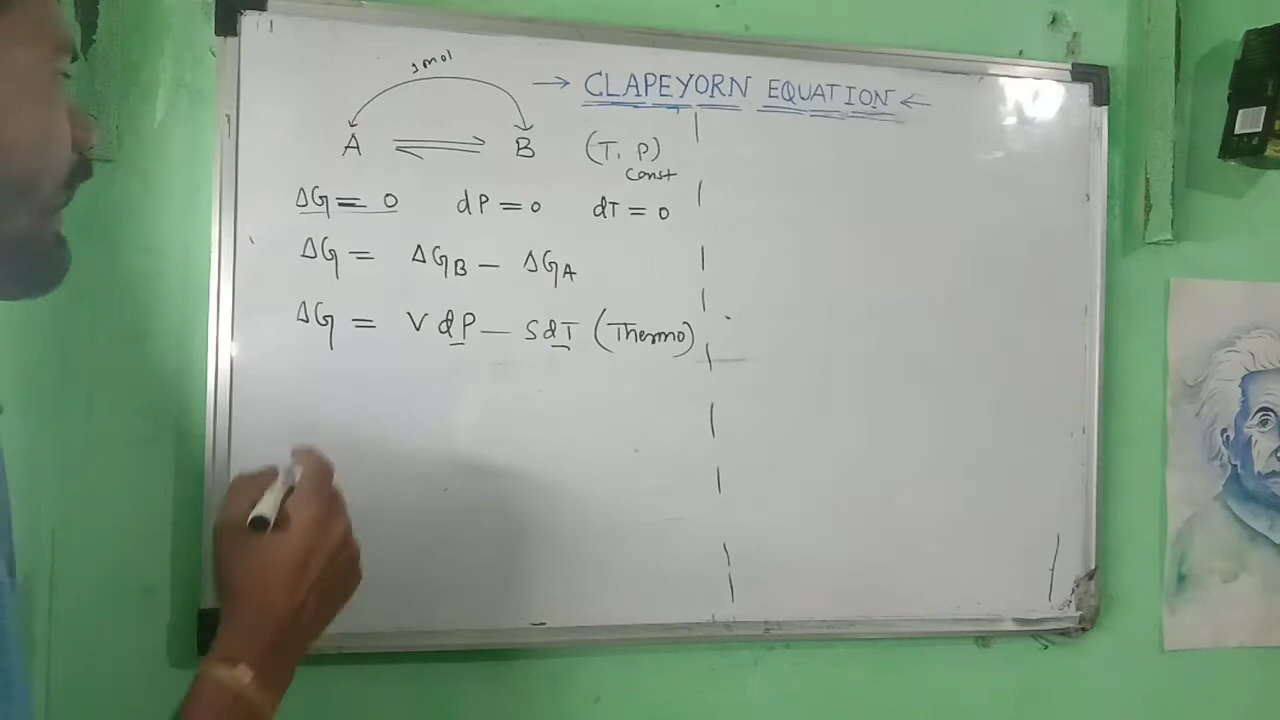 1 mol
→ CLAPEYORN EQUATION ←
A ⇌ B (T, P)
const
ΔG = 0 dP = 0 dT = 0
ΔG = ΔG_B - ΔG_A
ΔG = V dP - S dT (Thermo)